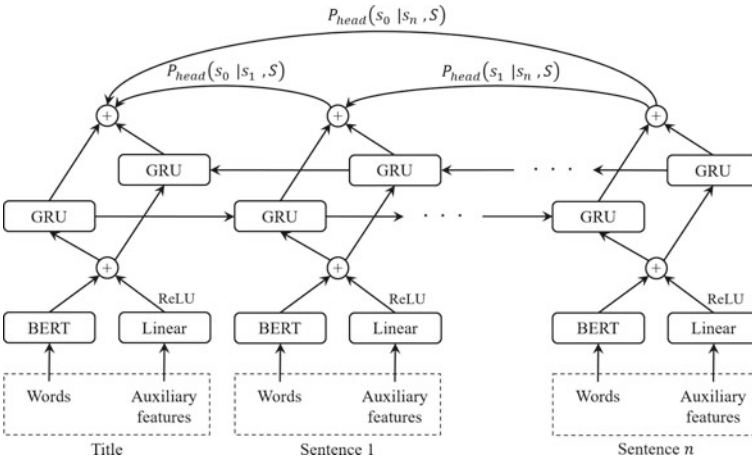 P_head(s_0 | s_n , S)
P_head(s_0 | s_1 , S)
P_head(s_1 | s_n , S)
+ + +
GRU GRU · · · GRU
GRU GRU · · · GRU
+ + +
ReLU ReLU ReLU
BERT Linear BERT Linear BERT Linear
Words Auxiliary features Words Auxiliary features Words Auxiliary features
Title Sentence 1 Sentence n